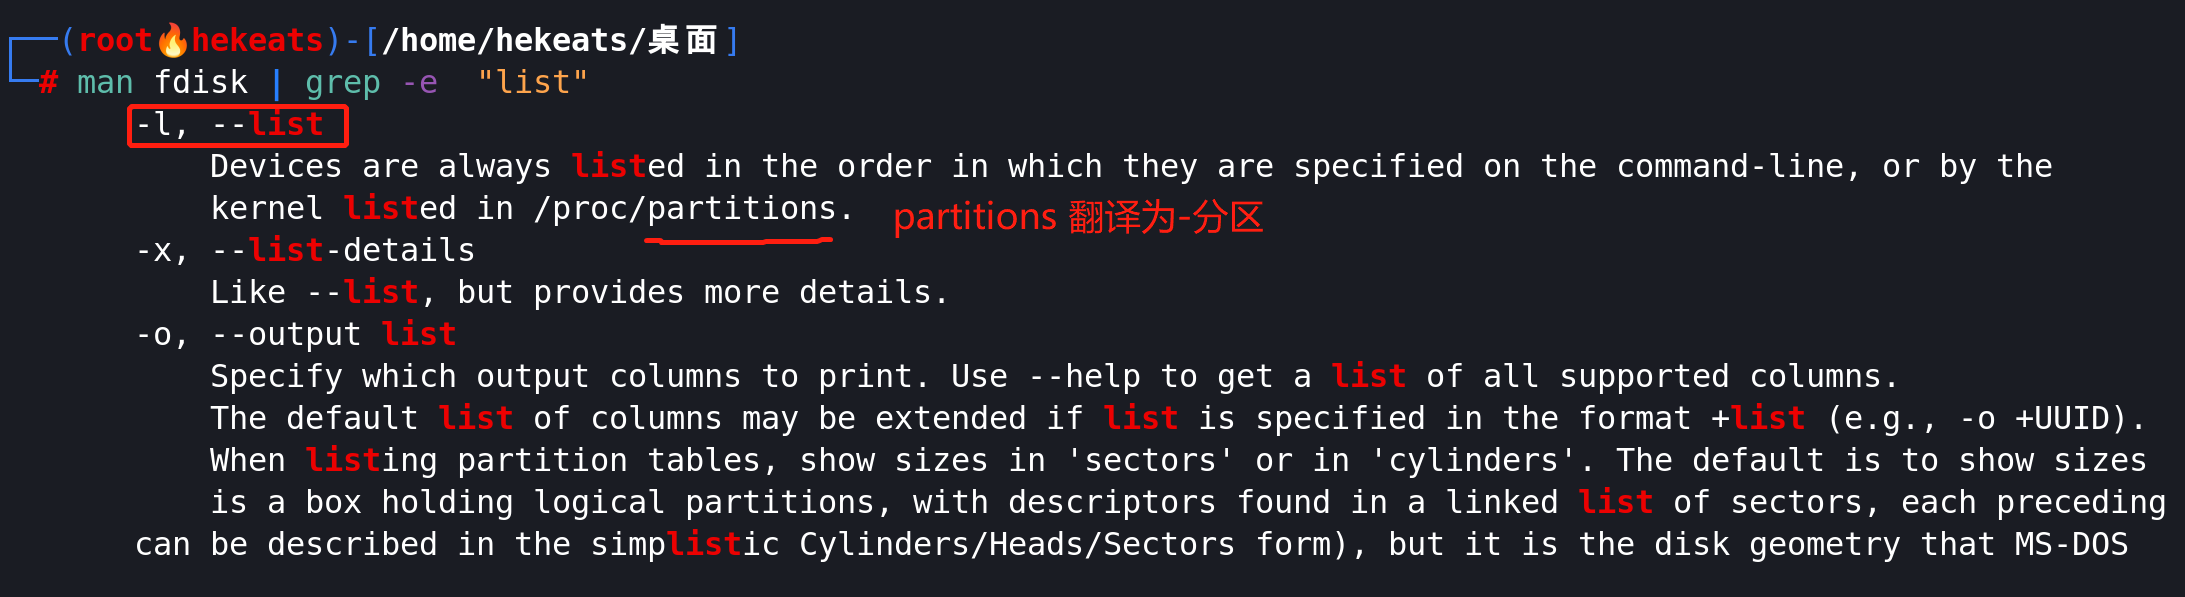 (root🔥hekeats)-[/home/hekeats/桌面]
# man fdisk | grep -e  "list"
-l, --list
Devices are always listed in the order in which they are specified on the command-line, or by the
kernel listed in /proc/partitions. partitions 翻译为-分区
-x, --list-details
Like --list, but provides more details.
-o, --output list
Specify which output columns to print. Use --help to get a list of all supported columns.
The default list of columns may be extended if list is specified in the format +list (e.g., -o +UUID).
When listing partition tables, show sizes in 'sectors' or in 'cylinders'. The default is to show sizes
is a box holding logical partitions, with descriptors found in a linked list of sectors, each preceding
can be described in the simplistic Cylinders/Heads/Sectors form), but it is the disk geometry that MS-DOS